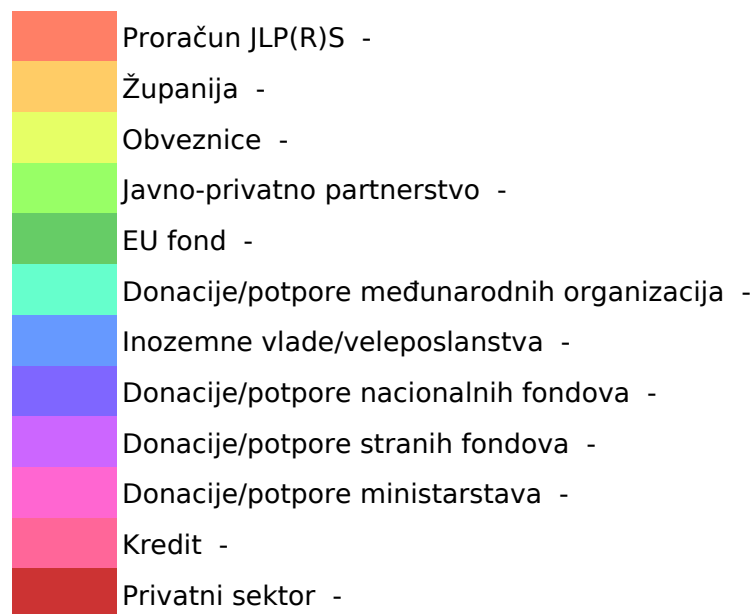 Proračun JLP(R)S -
Županija -
Obveznice -
Javno-privatno partnerstvo -
EU fond -
Donacije/potpore međunarodnih organizacija -
Inozemne vlade/veleposlanstva -
Donacije/potpore nacionalnih fondova -
Donacije/potpore stranih fondova -
Donacije/potpore ministarstava -
Kredit -
Privatni sektor -